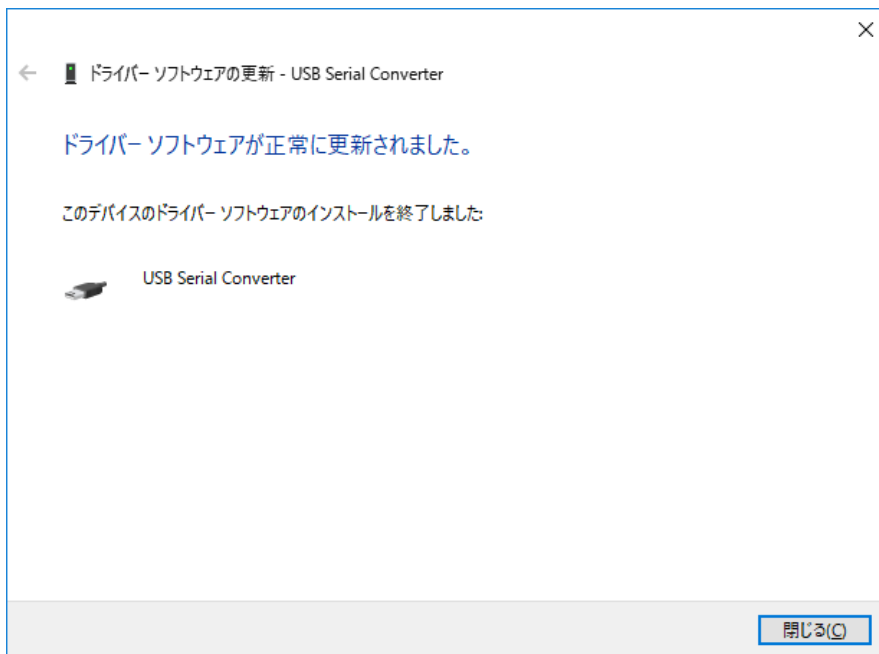 ドライバー ソフトウェアの更新 - USB Serial Converter
ドライバー ソフトウェアが正常に更新されました。
このデバイスのドライバー ソフトウェアのインストールを終了しました:
USB Serial Converter
閉じる(C)